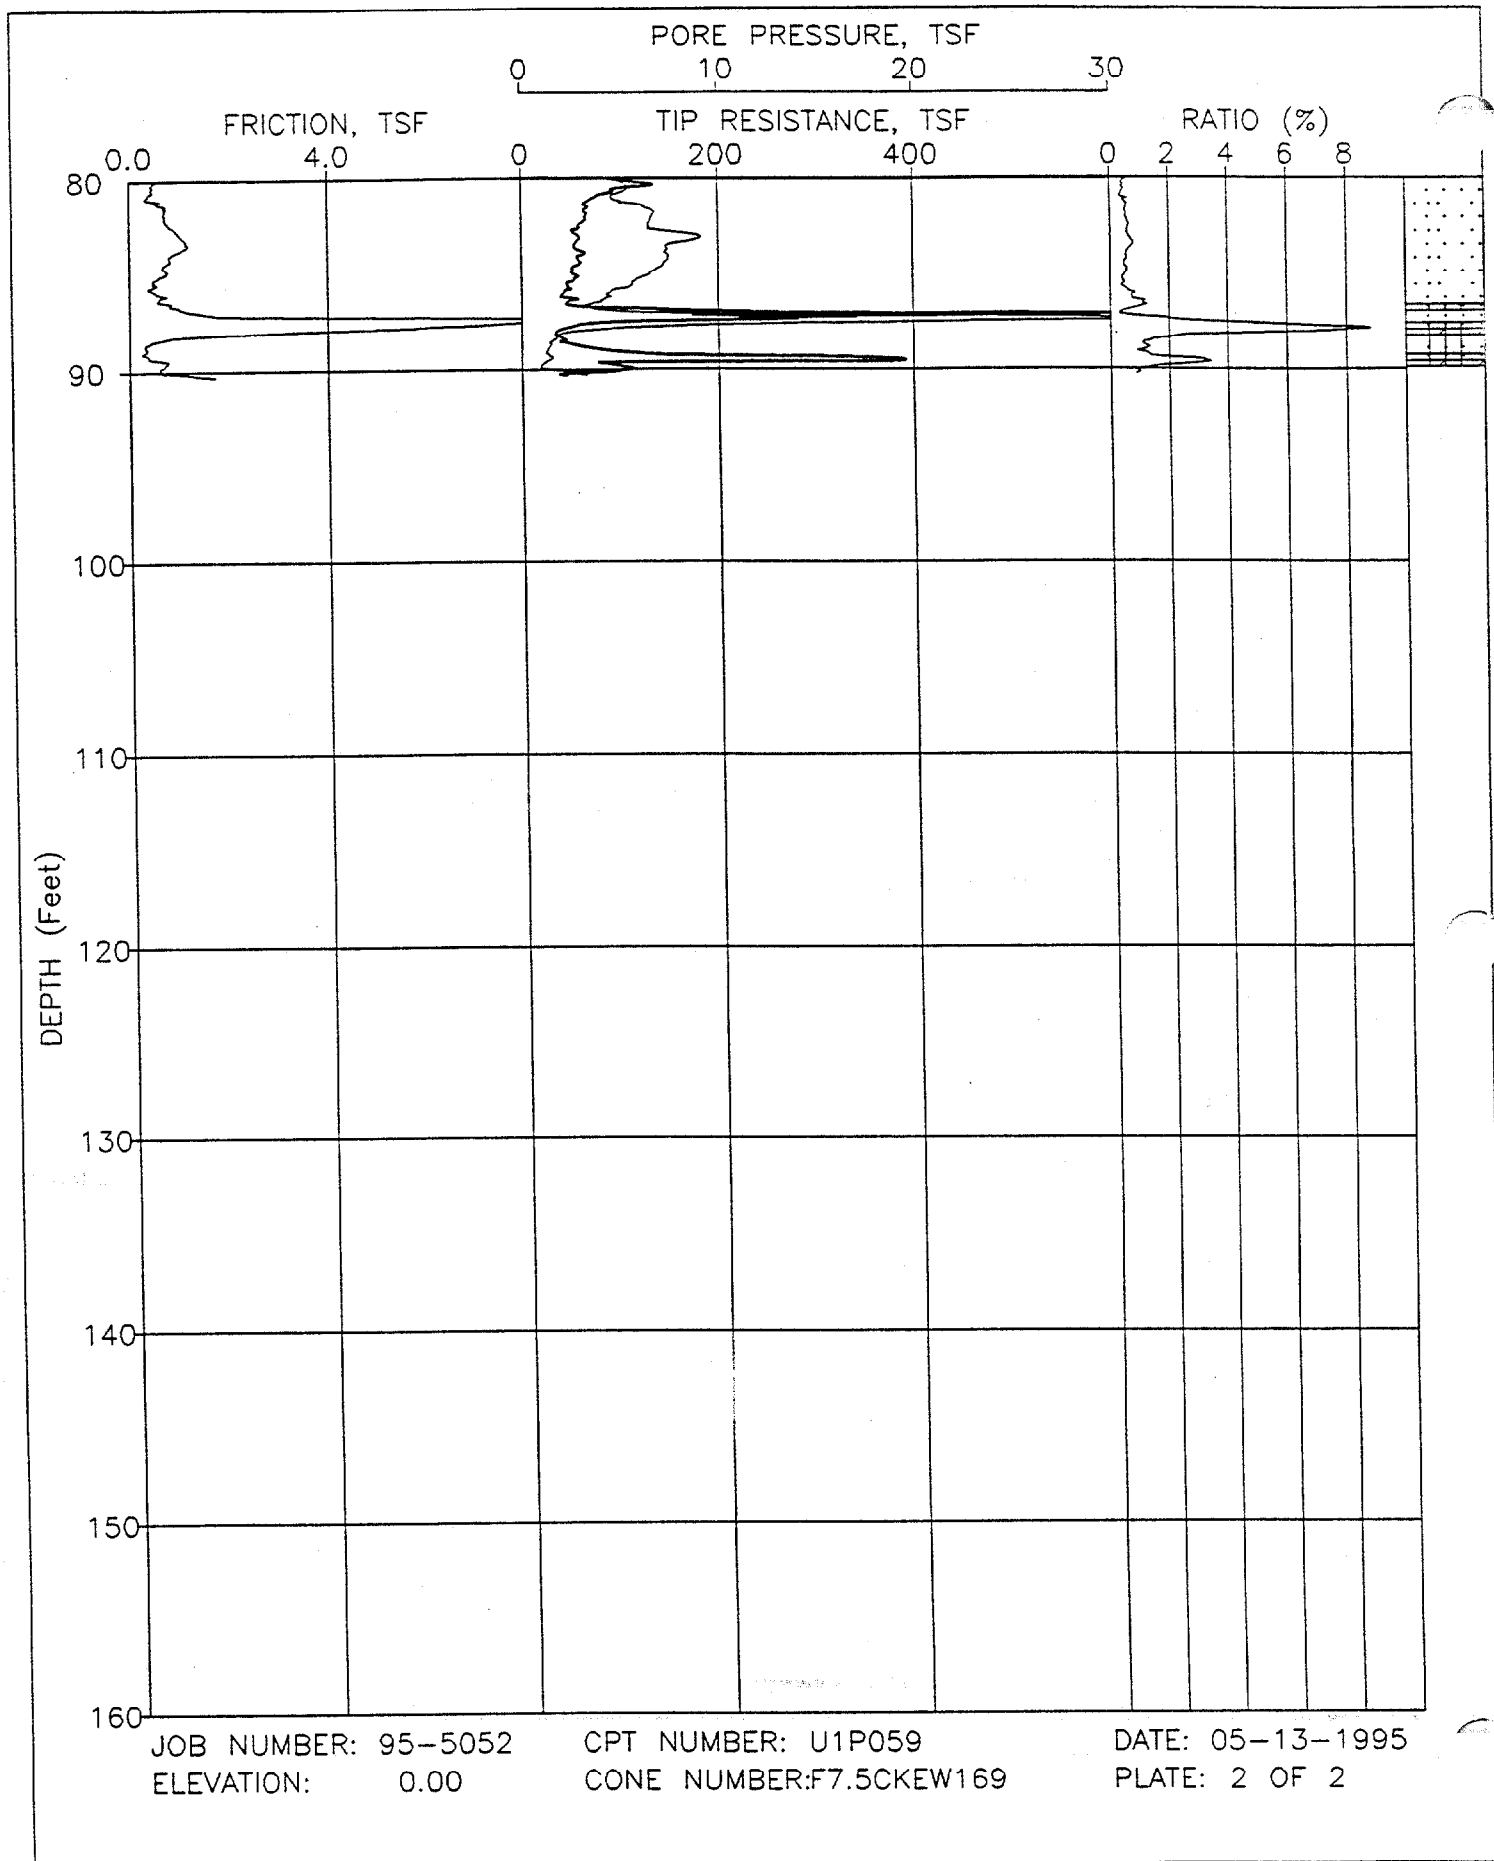 PORE PRESSURE, TSF
0 10 20 30
FRICTION, TSF TIP RESISTANCE, TSF RATIO (%)
0.0 4.0 0 200 400 0 2 4 6 8
80
90
100
110
DEPTH (Feet)
120
130
140
150
160
JOB NUMBER: 95-5052 CPT NUMBER: U1P059 DATE: 05-13-1995
ELEVATION: 0.00 CONE NUMBER:F7.5CKEW169 PLATE: 2 OF 2